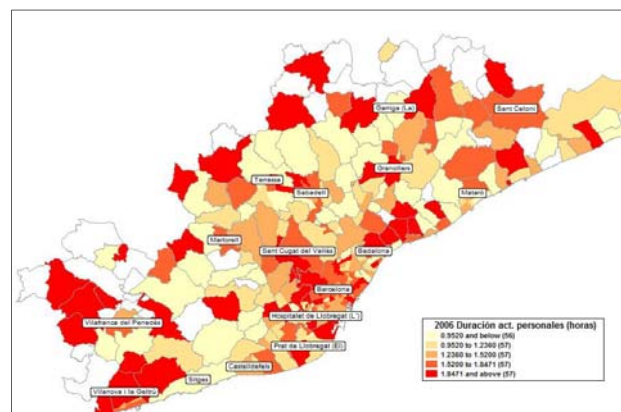 Garriga (La)
Sant Celoni
Granollers
Terrassa
Sabadell
Mataró
Martorell
Sant Cugat del Vallès
Badalona
Barcelona
Vilafranca del Penedès
Hospitalet de Llobregat (L')
Prat de Llobregat (El)
Castelldefels
Sitges
Vilanova i la Geltrú
2006 Duración act. personales (horas)
0.9520 and below (56)
0.9520 to 1.2360 (57)
1.2360 to 1.5200 (57)
1.5200 to 1.8471 (57)
1.8471 and above (57)